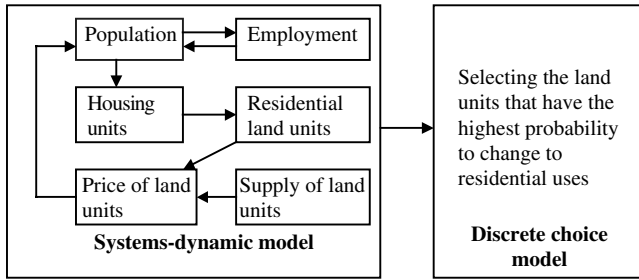 Population
Employment
Housing
units
Residential
land units
Price of land
units
Supply of land
units
Systems-dynamic model
Selecting the land
units that have the
highest probability
to change to
residential uses
Discrete choice
model